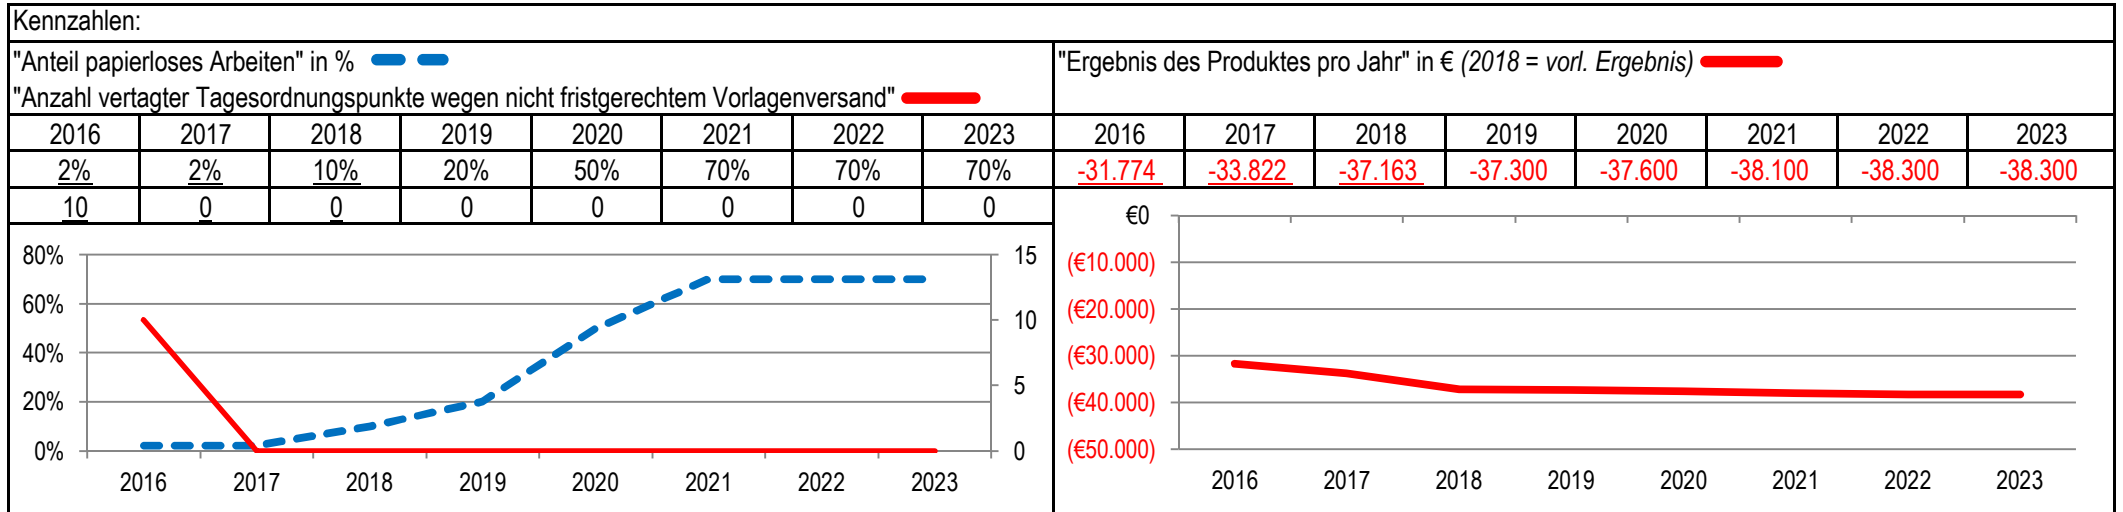 Kennzahlen:
"Anteil papierloses Arbeiten" in %
"Anzahl vertagter Tagesordnungspunkte wegen nicht fristgerechtem Vorlagenversand"
2016 2017 2018 2019 2020 2021 2022 2023
2% 2% 10% 20% 50% 70% 70% 70%
10 0 0 0 0 0 0 0
80% 15
60%
10
40%
5
20%
0% 0
2016 2017 2018 2019 2020 2021 2022 2023
"Ergebnis des Produktes pro Jahr" in € (2018 = vorl. Ergebnis)
2016 2017 2018 2019 2020 2021 2022 2023
-31.774 -33.822 -37.163 -37.300 -37.600 -38.100 -38.300 -38.300
€0
(€10.000)
(€20.000)
(€30.000)
(€40.000)
(€50.000)
2016 2017 2018 2019 2020 2021 2022 2023